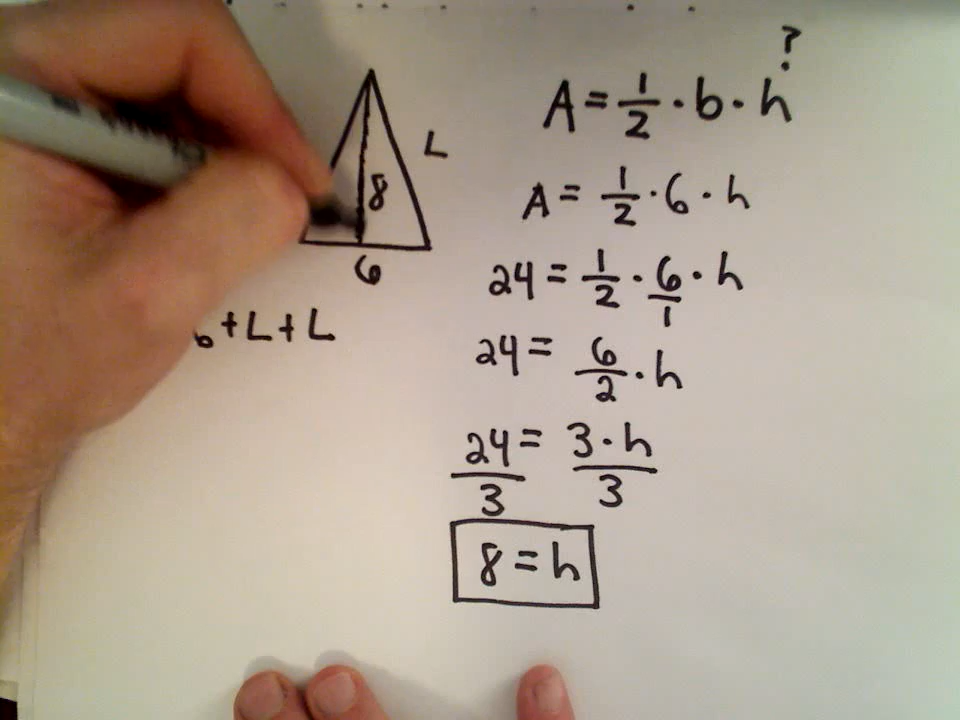 ?
A = 1/2 · b · h
L
8
6
b + L + L
A = 1/2 · 6 · h
24 = 1/2 · 6/1 · h
24 = 6/2 · h
24/3 = 3 · h/3
8 = h